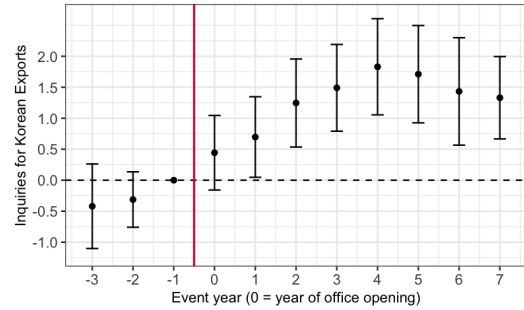 Inquiries for Korean Exports
2.0
1.5
1.0
0.5
0.0
-0.5
-1.0
-3 -2 -1 0 1 2 3 4 5 6 7
Event year (0 = year of office opening)